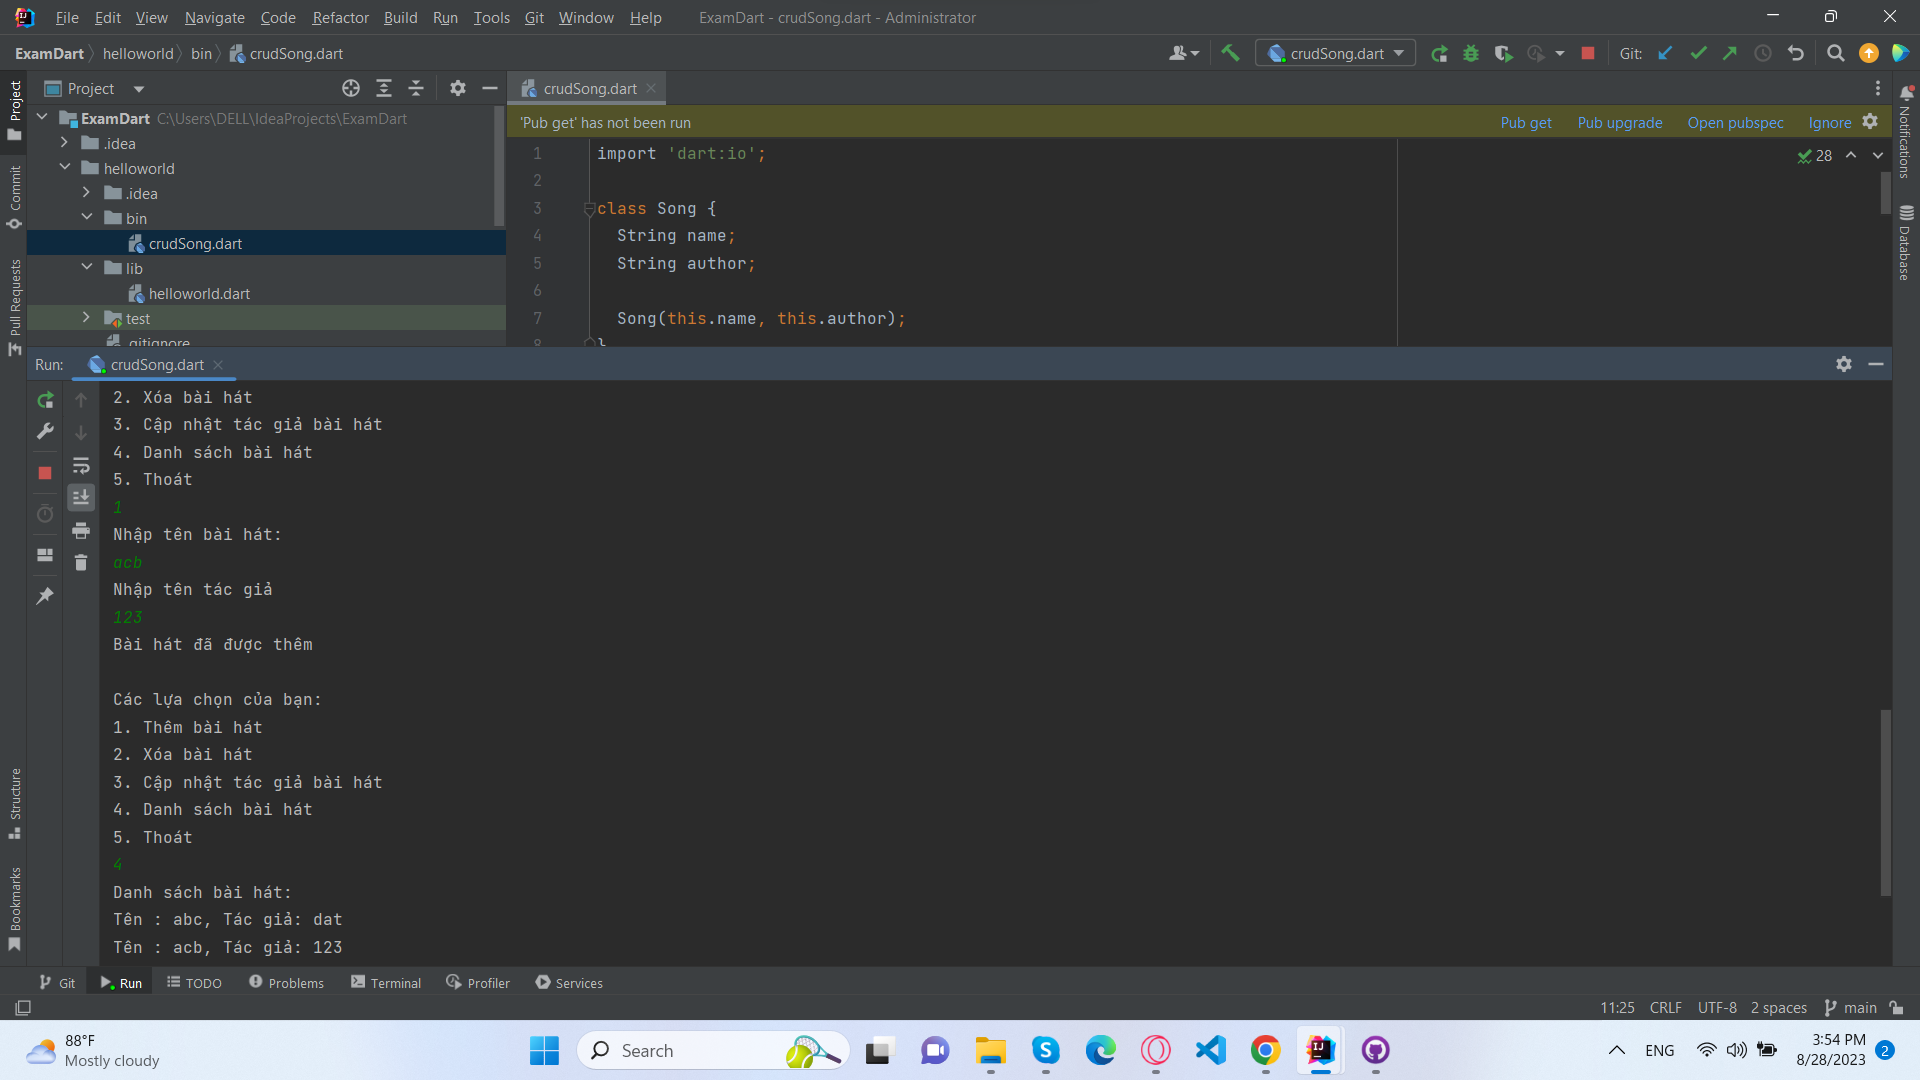 File Edit View Navigate Code Refactor Build Run Tools Git Window Help ExamDart - crudSong.dart - Administrator
ExamDart helloworld bin crudSong.dart crudSong.dart Git:
Project crudSong.dart
ExamDart C:\Users\DELL\IdeaProjects\ExamDart
.idea
helloworld
.idea
bin
crudSong.dart
lib
helloworld.dart
test
.gitignore
'Pub get' has not been run Pub get Pub upgrade Open pubspec Ignore
28
1 import 'dart:io';
2
3 class Song {
4 String name;
5 String author;
6
7 Song(this.name, this.author);
8 }
Project
Commit
Pull Requests
Structure
Bookmarks
Notifications
Database
Run: crudSong.dart
2. Xóa bài hát
3. Cập nhật tác giả bài hát
4. Danh sách bài hát
5. Thoát
1
Nhập tên bài hát:
acb
Nhập tên tác giả
123
Bài hát đã được thêm
Các lựa chọn của bạn:
1. Thêm bài hát
2. Xóa bài hát
3. Cập nhật tác giả bài hát
4. Danh sách bài hát
5. Thoát
4
Danh sách bài hát:
Tên : abc, Tác giả: dat
Tên : acb, Tác giả: 123
Git Run TODO Problems Terminal Profiler Services
11:25 CRLF UTF-8 2 spaces main
88°F
Mostly cloudy
Search
ENG
3:54 PM
8/28/2023
2